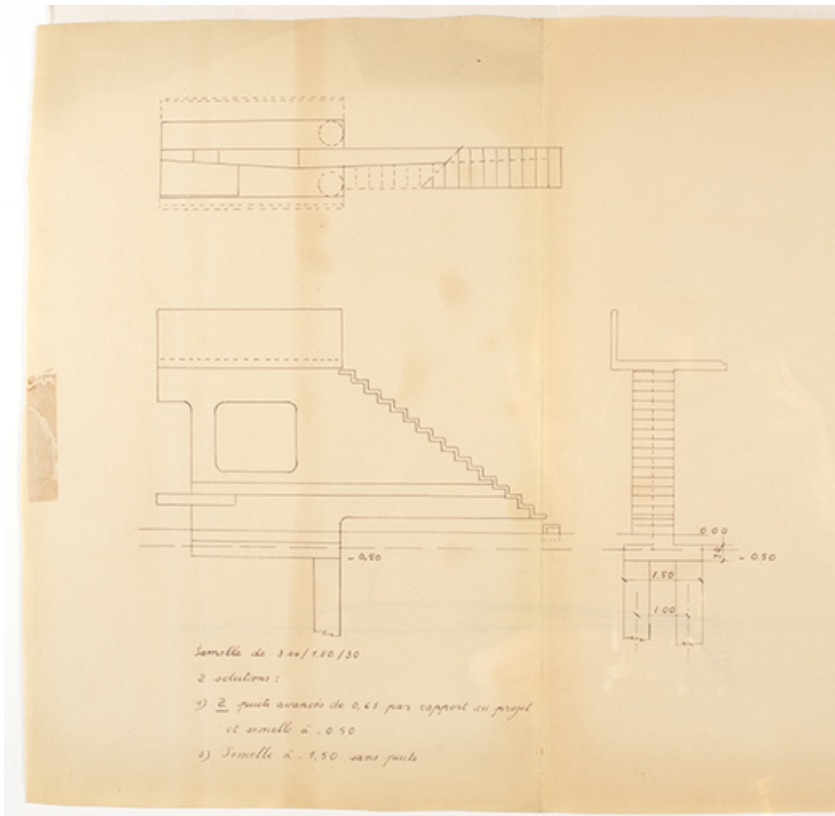 0.00
- 0.50
- 0,50
1.50
1.00
Semelle de 3.44/1.50/30
2 solutions :
1) 2 puits avancés de 0,65 par rapport au projet
et semelle à - 0.50
2) Semelle à - 1,50 sans puits